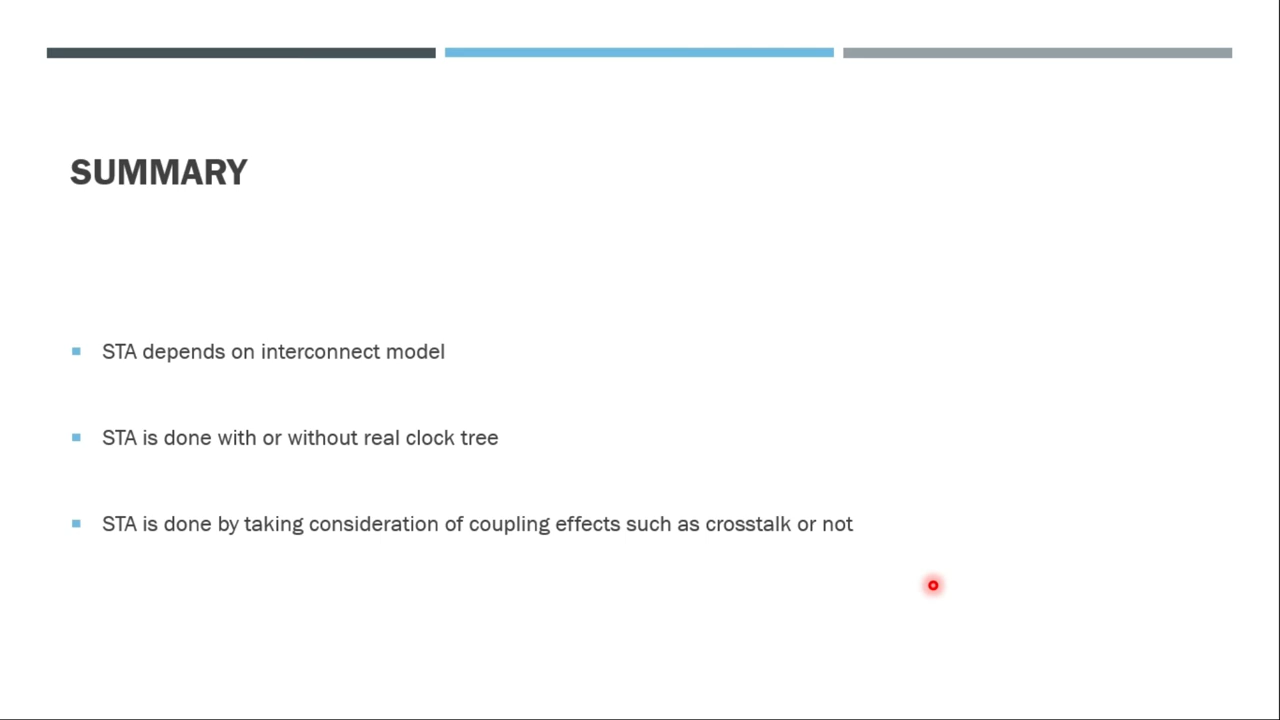 SUMMARY
STA depends on interconnect model
STA is done with or without real clock tree
STA is done by taking consideration of coupling effects such as crosstalk or not